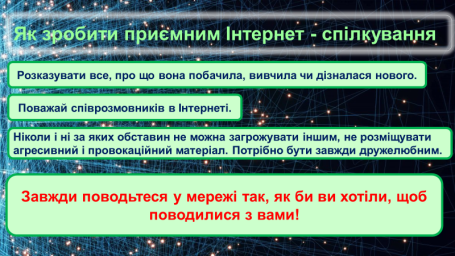 Як зробити приємним Інтернет - спілкування
Розказувати все, про що вона побачила, вивчила чи дізналася нового.
Поважай співрозмовників в Інтернеті.
Ніколи і ні за яких обставин не можна загрожувати іншим, не розміщувати
агресивний і провокаційний матеріал. Потрібно бути завжди дружелюбним.
Завжди поводьтеся у мережі так, як би ви хотіли, щоб
поводилися з вами!